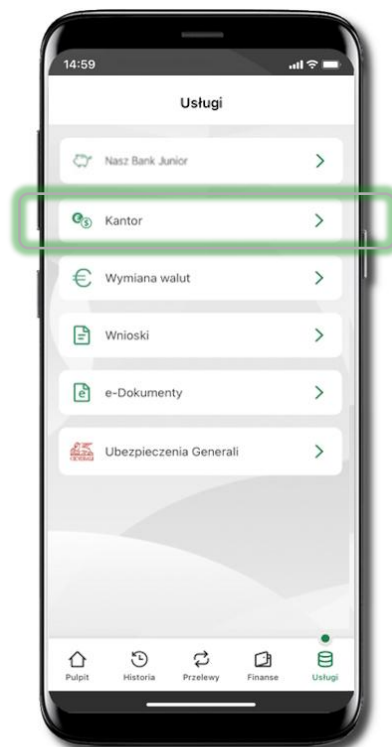 14:59
Usługi
Nasz Bank Junior
Kantor
Wymiana walut
Wnioski
e-Dokumenty
Ubezpieczenia Generali
Pulpit
Historia
Przelewy
Finanse
Usługi